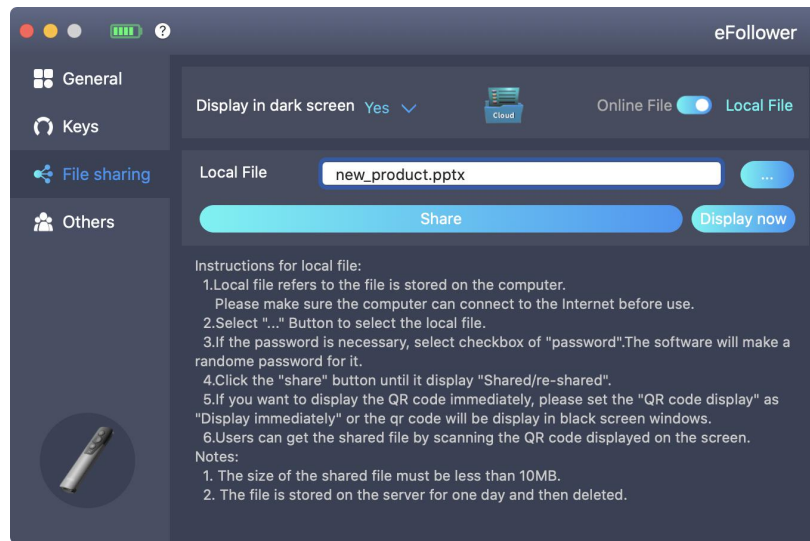 ?
eFollower
General
Keys
File sharing
Others
Display in dark screen Yes
Cloud
Online File Local File
Local File new_product.pptx ...
Share Display now
Instructions for local file:
1.Local file refers to the file is stored on the computer.
Please make sure the computer can connect to the Internet before use.
2.Select "..." Button to select the local file.
3.If the password is necessary, select checkbox of "password".The software will make a
randome password for it.
4.Click the "share" button until it display "Shared/re-shared".
5.If you want to display the QR code immediately, please set the "QR code display" as
"Display immediately" or the qr code will be display in black screen windows.
6.Users can get the shared file by scanning the QR code displayed on the screen.
Notes:
1. The size of the shared file must be less than 10MB.
2. The file is stored on the server for one day and then deleted.